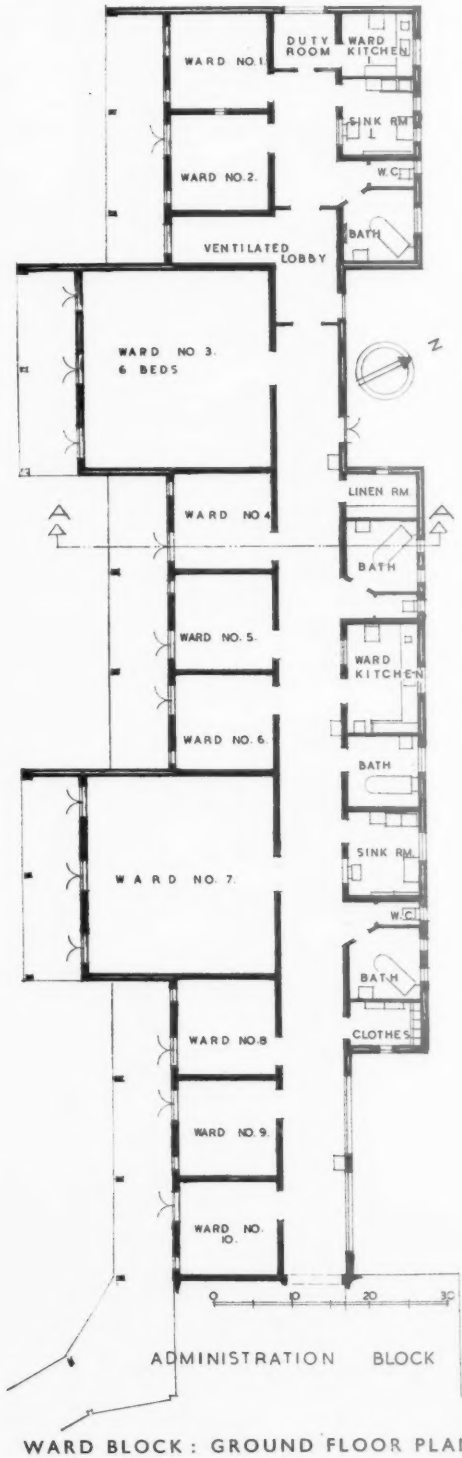 DUTY
ROOM
WARD
KITCHEN
WARD NO. 1.
SINK RM.
WARD NO. 2.
W.C.
BATH
VENTILATED
LOBBY
WARD NO 3.
6 BEDS
N
LINEN RM.
A
WARD NO. 4
A
BATH
WARD NO. 5.
WARD
KITCHEN
WARD NO. 6.
BATH
WARD NO. 7.
SINK RM.
W.C.
BATH
CLOTHES
WARD NO. 8
WARD NO. 9.
WARD NO.
10.
0 10 20 30
ADMINISTRATION BLOCK
WARD BLOCK : GROUND FLOOR PLAN